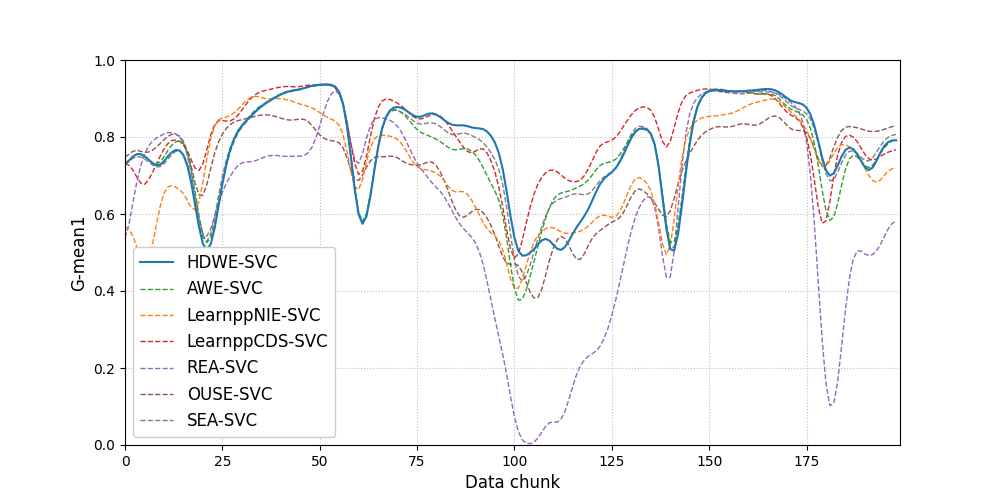 1.0
0.8
0.6
0.4
0.2
0.0
G-mean1
HDWE-SVC
AWE-SVC
LearnppNIE-SVC
LearnppCDS-SVC
REA-SVC
OUSE-SVC
SEA-SVC
0 25 50 75 100 125 150 175
Data chunk